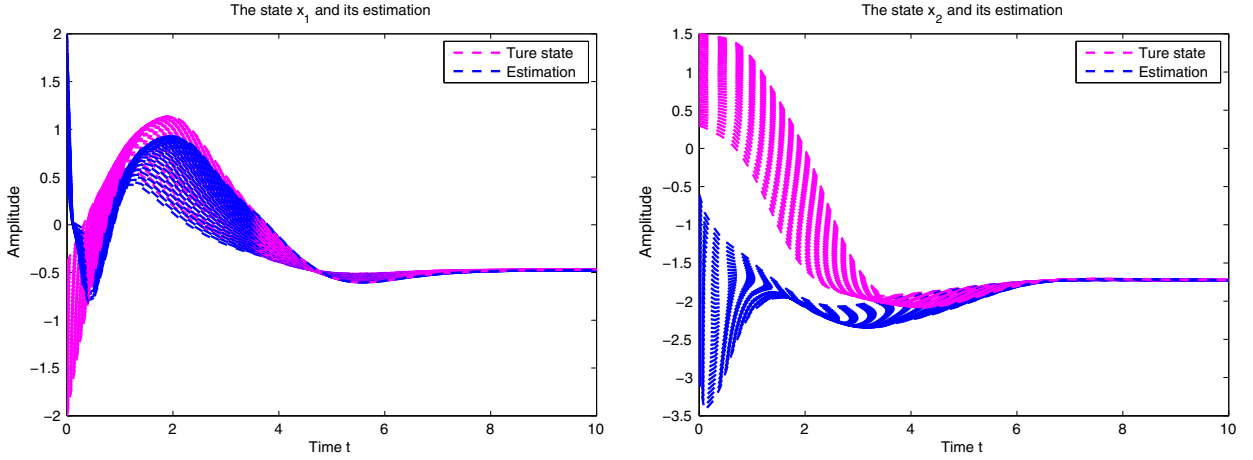 The state x1 and its estimation
Ture state
Estimation
Amplitude
2
1.5
1
0.5
0
−0.5
−1
−1.5
−2
0 2 4 6 8 10
Time t
The state x2 and its estimation
Ture state
Estimation
Amplitude
1.5
1
0.5
0
−0.5
−1
−1.5
−2
−2.5
−3
−3.5
0 2 4 6 8 10
Time t